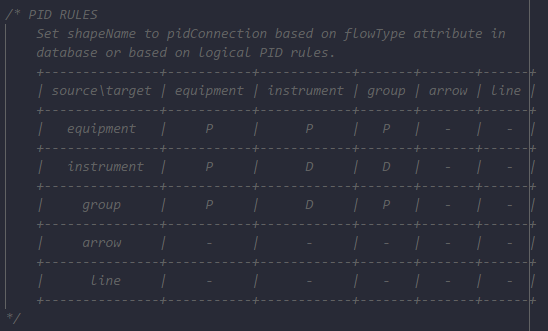 /* PID RULES
    Set shapeName to pidConnection based on flowType attribute in
    database or based on logical PID rules.
    +---------------+-----------+------------+-------+-------+------+
    | source\target | equipment | instrument | group | arrow | line |
    +---------------+-----------+------------+-------+-------+------+
    |   equipment   |     P     |      P     |   P   |   -   |   -  |
    +---------------+-----------+------------+-------+-------+------+
    |   instrument  |     P     |      D     |   D   |   -   |   -  |
    +---------------+-----------+------------+-------+-------+------+
    |     group     |     P     |      D     |   P   |   -   |   -  |
    +---------------+-----------+------------+-------+-------+------+
    |     arrow     |     -     |      -     |   -   |   -   |   -  |
    +---------------+-----------+------------+-------+-------+------+
    |      line     |     -     |      -     |   -   |   -   |   -  |
    +---------------+-----------+------------+-------+-------+------+
*/